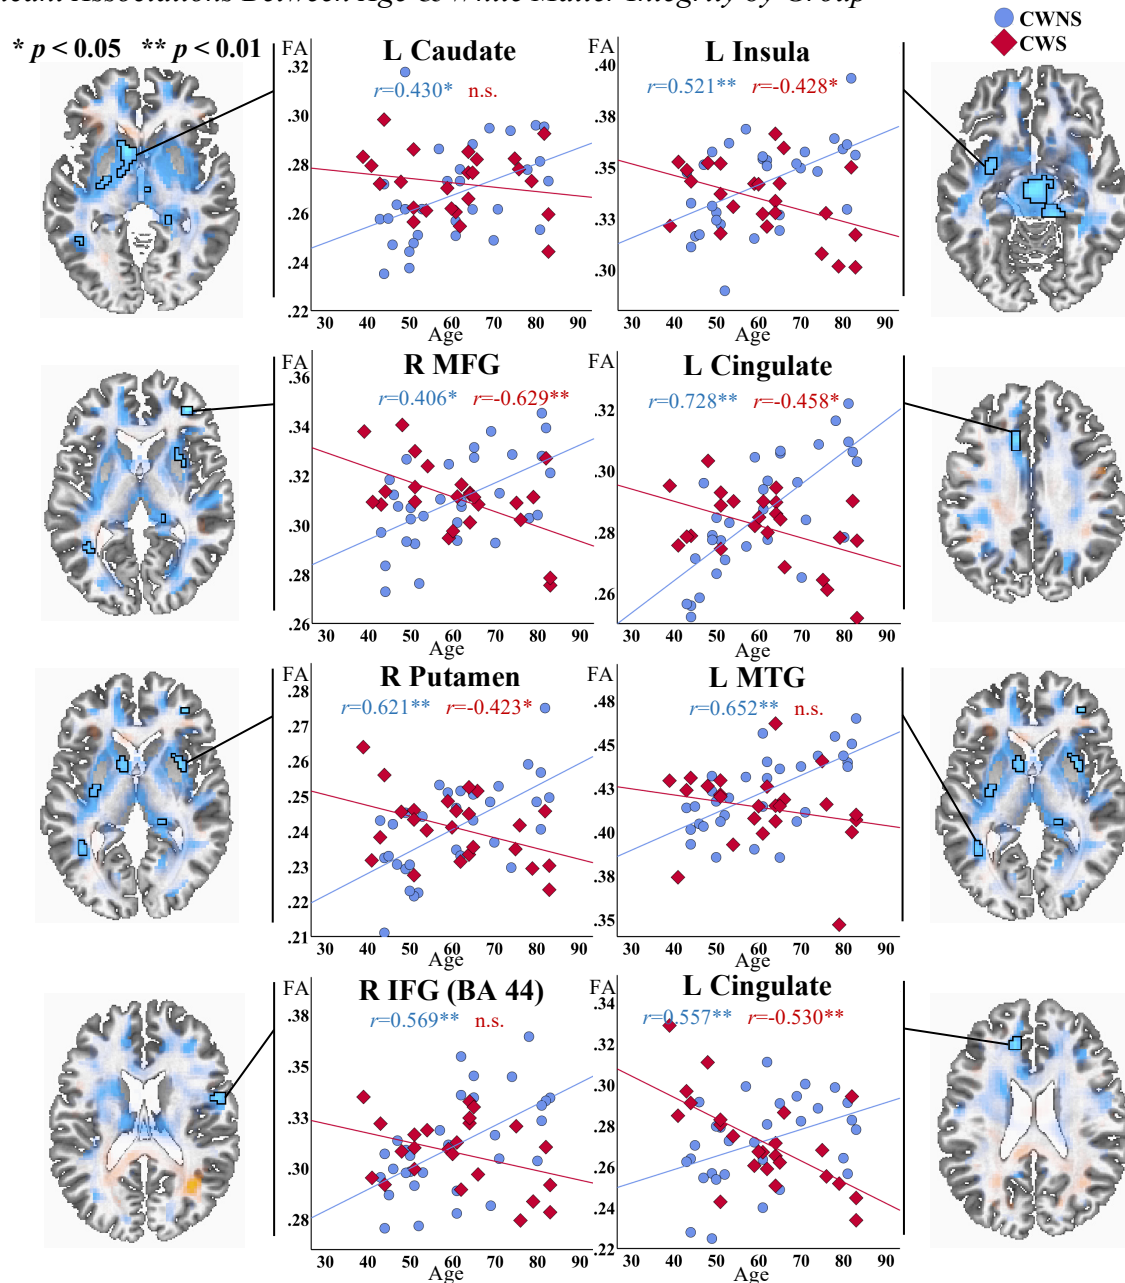 Associations Between Age & White Matter Integrity by Group
CWNS
CWS
* p < 0.05 ** p < 0.01
FA
L Caudate
r=0.430* n.s.
.32
.30
.28
.26
.24
.22
30 40 50 60 70 80 90
Age
FA
L Insula
r=0.521** r=-0.428*
.40
.38
.35
.33
.30
30 40 50 60 70 80 90
Age
FA
R MFG
r=0.406* r=-0.629**
.36
.34
.32
.30
.28
.26
30 40 50 60 70 80 90
Age
FA
L Cingulate
r=0.728** r=-0.458*
.32
.30
.28
.26
30 40 50 60 70 80 90
Age
FA
R Putamen
r=0.621** r=-0.423*
.28
.27
.25
.24
.23
.22
.21
30 40 50 60 70 80 90
Age
FA
L MTG
r=0.652** n.s.
.48
.45
.43
.40
.38
.35
30 40 50 60 70 80 90
Age
FA
R IFG (BA 44)
r=0.569** n.s.
.38
.35
.33
.30
.28
30 40 50 60 70 80 90
Age
FA
L Cingulate
r=0.557** r=-0.530**
.34
.32
.30
.28
.26
.24
.22
30 40 50 60 70 80 90
Age